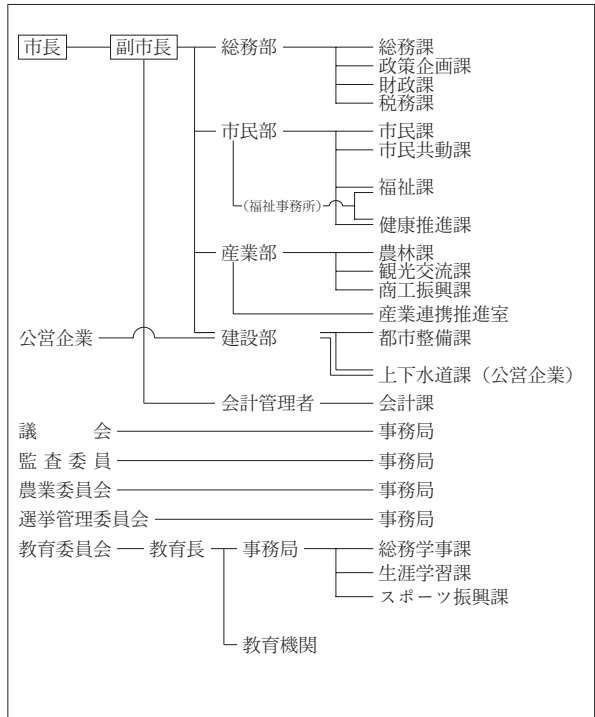 市長 副市長 総務部 総務課
政策企画課
財政課
税務課
市民部 市民課
市民共動課
福祉課
(福祉事務所)
健康推進課
産業部 農林課
観光交流課
商工振興課
産業連携推進室
公営企業 建設部 都市整備課
上下水道課(公営企業)
会計管理者 会計課
議会 事務局
監査委員 事務局
農業委員会 事務局
選挙管理委員会 事務局
教育委員会 教育長 事務局 総務学事課
生涯学習課
スポーツ振興課
教育機関